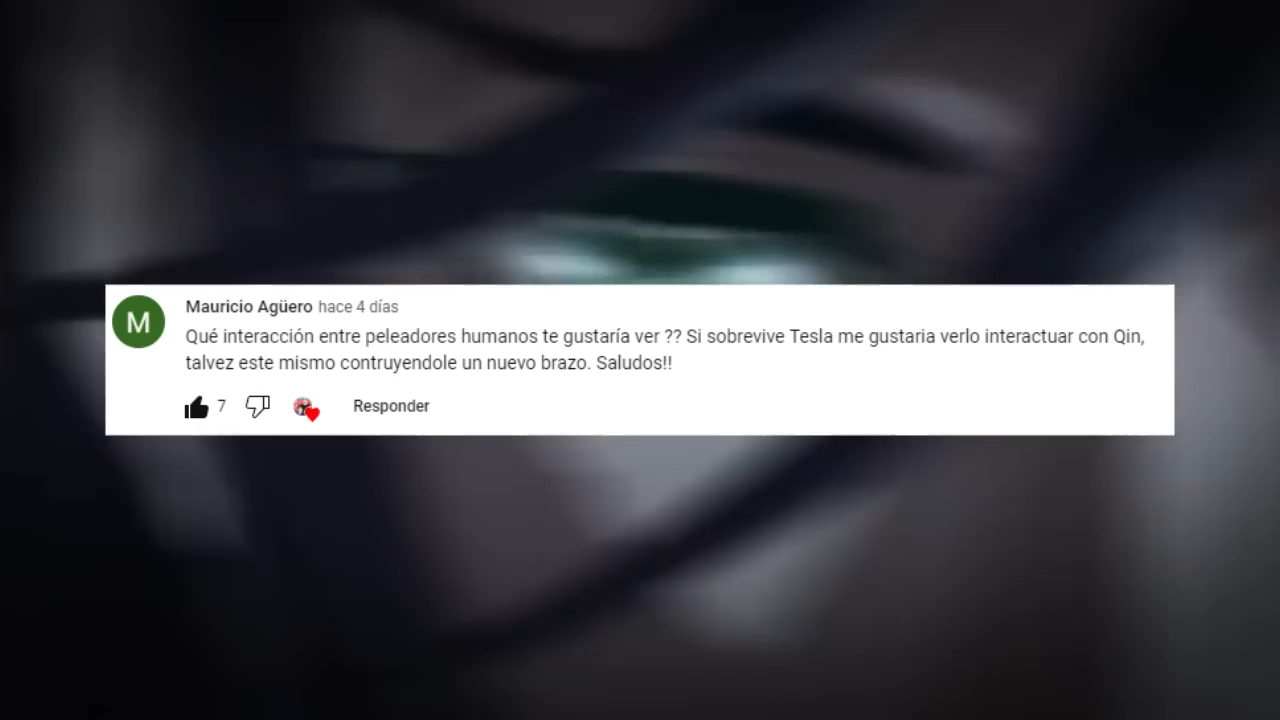 M
Mauricio Agüero hace 4 días
Qué interacción entre peleadores humanos te gustaría ver ?? Si sobrevive Tesla me gustaria verlo interactuar con Qin,
talvez este mismo contruyendole un nuevo brazo. Saludos!!
7 Responder